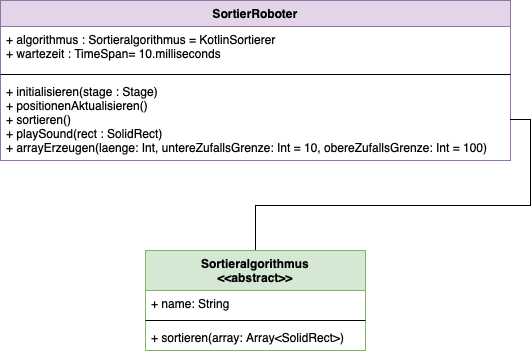 SortierRoboter
+ algorithmus : Sortieralgorithmus = KotlinSortierer
+ wartezeit : TimeSpan= 10.milliseconds
+ initialisieren(stage : Stage)
+ positionenAktualisieren()
+ sortieren()
+ playSound(rect : SolidRect)
+ arrayErzeugen(laenge: Int, untereZufallsGrenze: Int = 10, obereZufallsGrenze: Int = 100)
Sortieralgorithmus
<<abstract>>
+ name: String
+ sortieren(array: Array<SolidRect>)